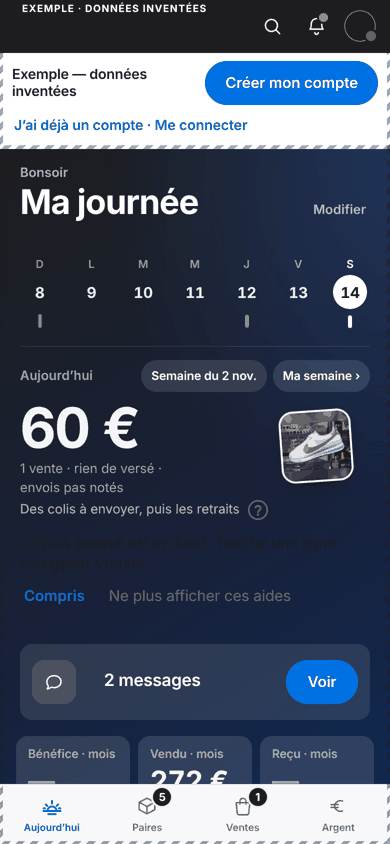 EXEMPLE · DONNÉES INVENTÉES
Exemple — données
inventées
Créer mon compte
J'ai déjà un compte · Me connecter
Bonsoir
Ma journée
Modifier
D L M M J V S
8 9 10 11 12 13 14
Aujourd'hui
Semaine du 2 nov.
Ma semaine ›
60 €
1 vente · rien de versé ·
envois pas notés
Des colis à envoyer, puis les retraits ?
Compris
Ne plus afficher ces aides
2 messages
Voir
Bénéfice · mois
Vendu · mois
Reçu · mois
272 €
5
1
Aujourd'hui
Paires
Ventes
Argent